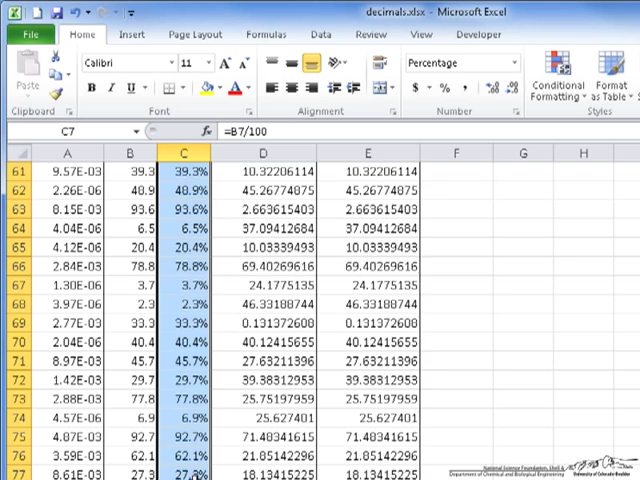 decimals.xlsx - Microsoft Excel
File Home Insert Page Layout Formulas Data Review View Developer
Calibri 11 Percentage
Paste
B I U $ % , Conditional Formatting Format as Table
Clipboard Font Alignment Number Styles
C7 fx =B7/100
A B C D E F G H
61 9.57E-03 39.3 39.3% 10.32206114 10.32206114
62 2.26E-06 48.9 48.9% 45.26774875 45.26774875
63 8.15E-03 93.6 93.6% 2.663615403 2.663615403
64 4.04E-06 6.5 6.5% 37.09412684 37.09412684
65 4.12E-06 20.4 20.4% 10.03339493 10.03339493
66 2.84E-03 78.8 78.8% 69.40269616 69.40269616
67 1.30E-06 3.7 3.7% 24.1775135 24.1775135
68 3.97E-06 2.3 2.3% 46.33188744 46.33188744
69 2.77E-03 33.3 33.3% 0.131372608 0.131372608
70 2.04E-06 40.4 40.4% 40.12415655 40.12415655
71 8.97E-03 45.7 45.7% 27.63211396 27.63211396
72 1.42E-03 29.7 29.7% 39.38312953 39.38312953
73 2.88E-03 77.8 77.8% 25.75197959 25.75197959
74 4.57E-06 6.9 6.9% 25.627401 25.627401
75 4.87E-03 92.7 92.7% 71.48341615 71.48341615
76 3.59E-03 62.1 62.1% 21.85142296 21.85142296
77 8.61E-03 27.3 27.3% 18.13415225 18.13415225
National Science Foundation, Shell &
Department of Chemical and Biological Engineering University of Colorado Boulder